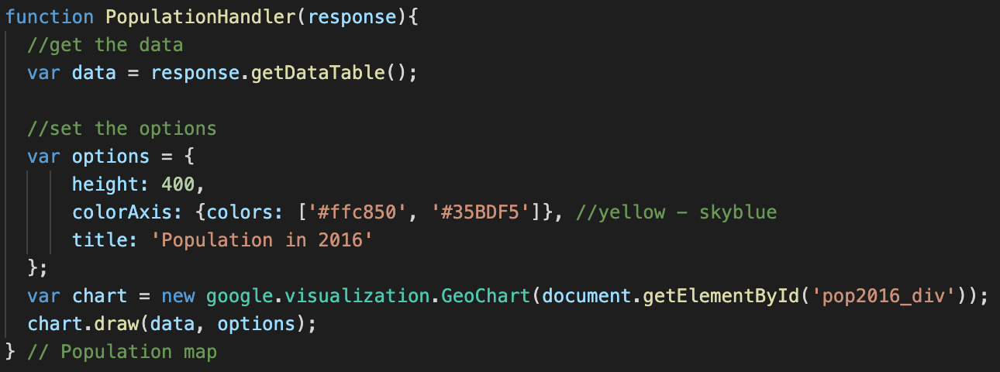 function PopulationHandler(response){
//get the data
var data = response.getDataTable();
//set the options
var options = {
height: 400,
colorAxis: {colors: ['#ffc850', '#35BDF5']}, //yellow - skyblue
title: 'Population in 2016'
};
var chart = new google.visualization.GeoChart(document.getElementById('pop2016_div'));
chart.draw(data, options);
} // Population map